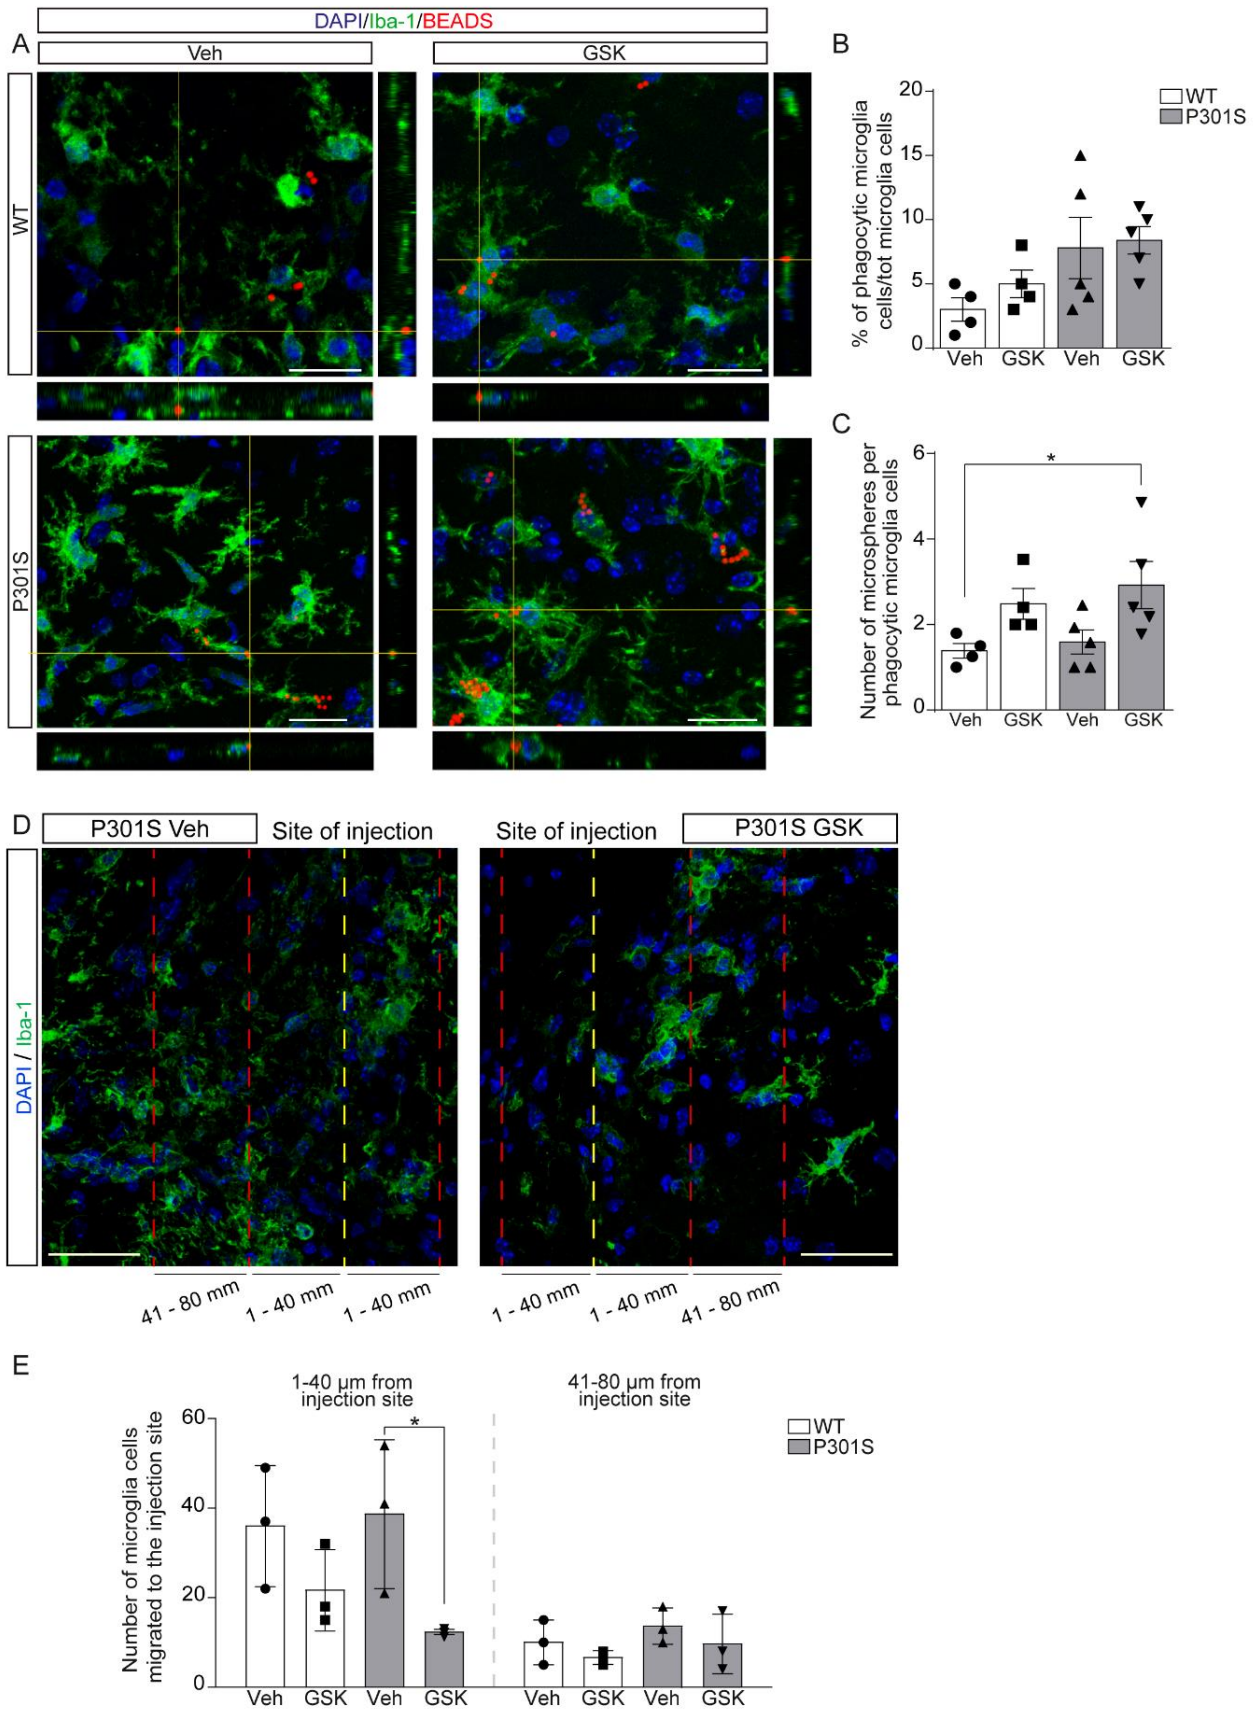 DAPI/Iba-1/BEADS
A
Veh
GSK
WT
P301S
B
% of phagocytic microglia
cells/tot microglia cells
20
15
10
5
0
Veh
GSK
Veh
GSK
WT
P301S
C
Number of microspheres per
phagocytic microglia cells
6
4
2
0
*
Veh
GSK
Veh
GSK
D
P301S Veh
Site of injection
Site of injection
P301S GSK
DAPI / Iba-1
41 - 80 mm
1 - 40 mm
1 - 40 mm
1 - 40 mm
1 - 40 mm
41 - 80 mm
E
1-40 µm from
injection site
41-80 µm from
injection site
Number of microglia cells
migrated to the injection site
60
40
20
0
*
WT
P301S
Veh
GSK
Veh
GSK
Veh
GSK
Veh
GSK